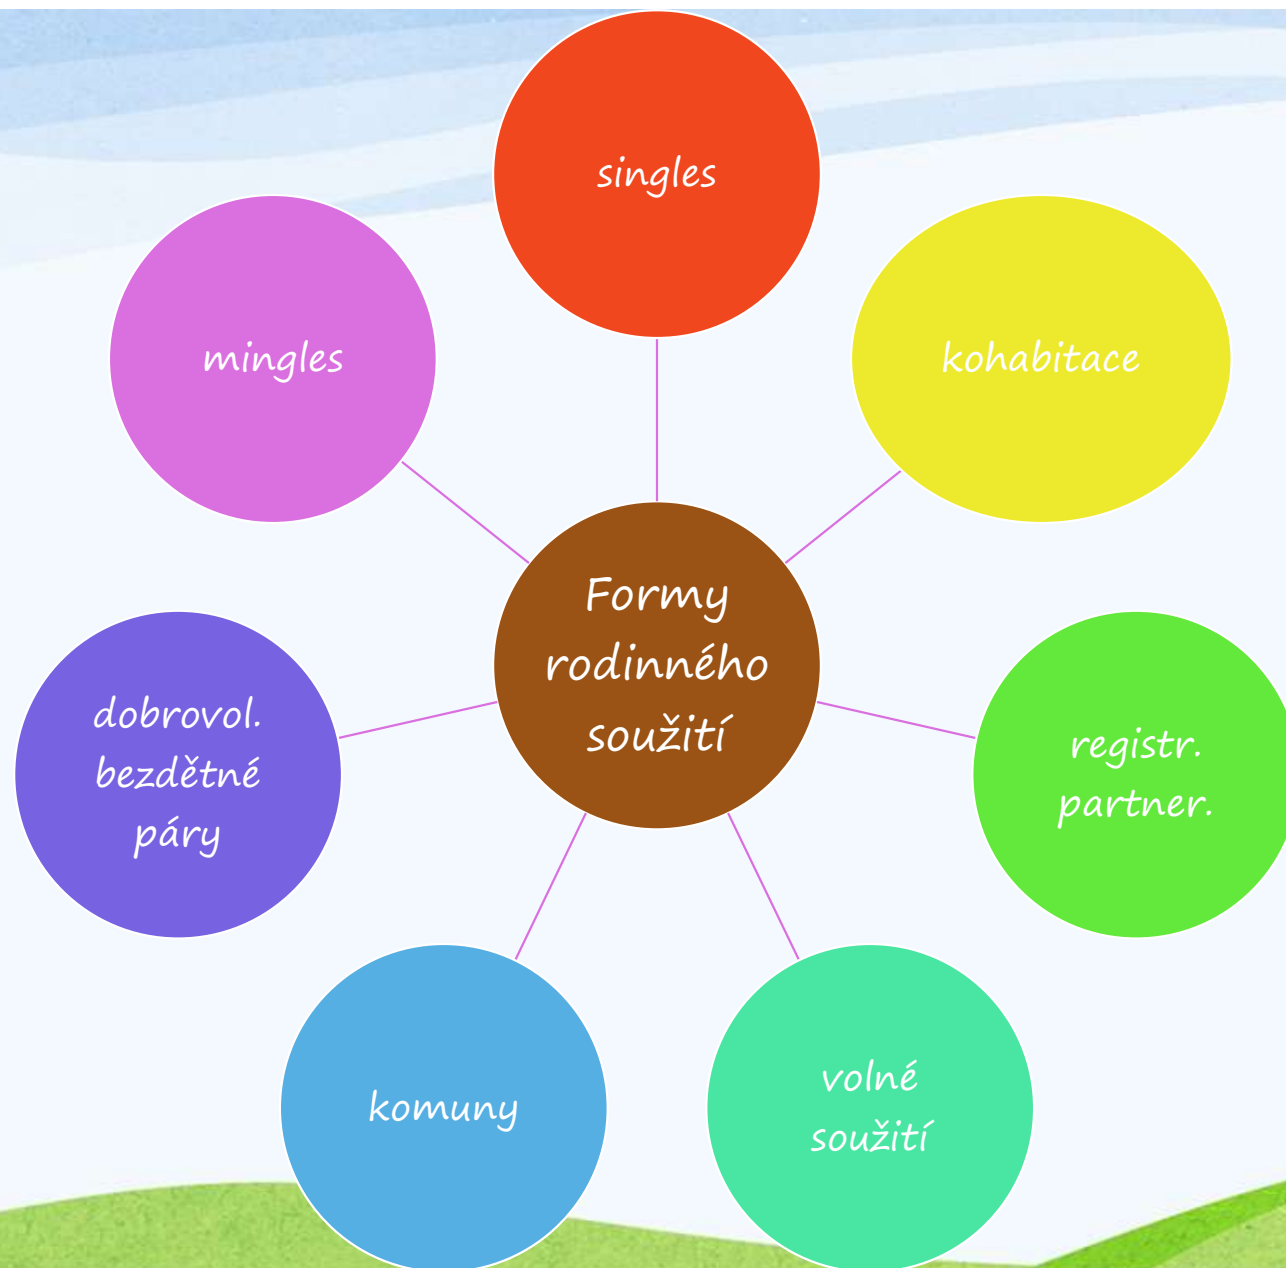 singles
mingles
kohabitace
Formy
rodinného
soužití
dobrovol.
bezdětné
páry
registr.
partner.
komuny
volné
soužití